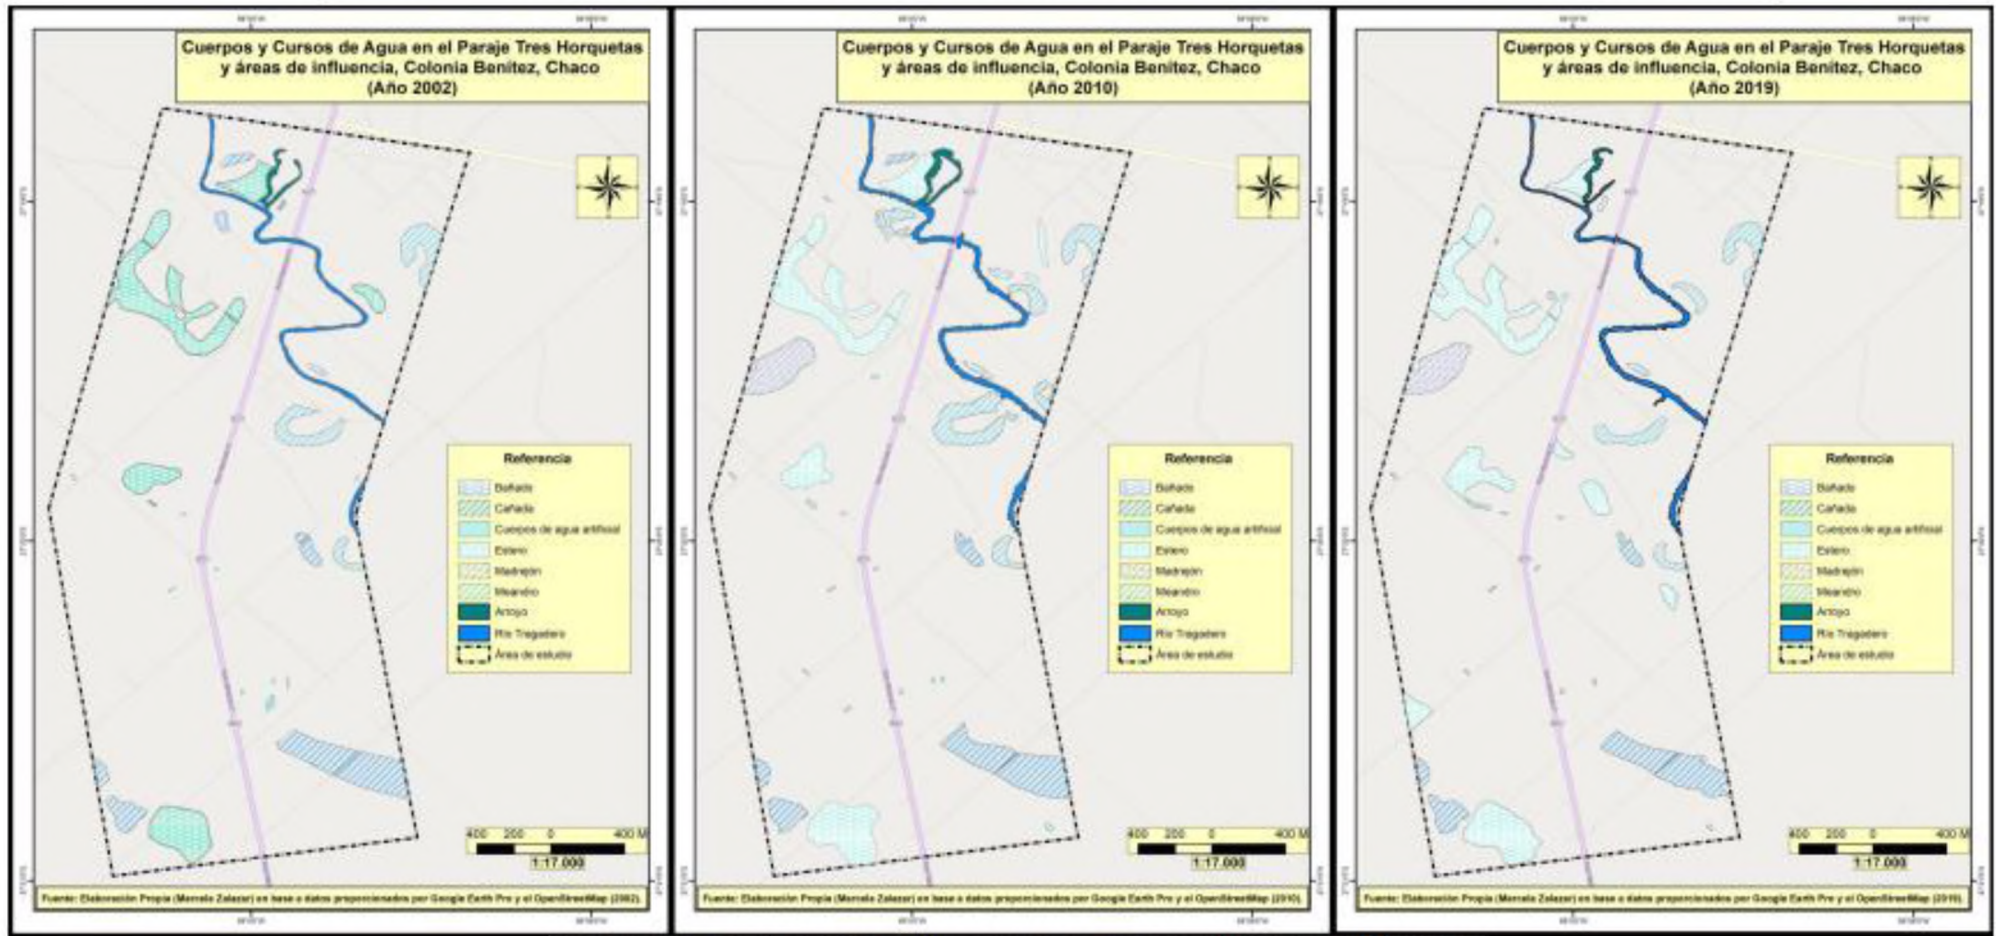 Cuerpos y Cursos de Agua en el Paraje Tres Horquetas
y áreas de influencia, Colonia Benítez, Chaco
(Año 2002)
Referencia
Bañado
Cañada
Cuerpos de agua artificial
Estero
Madrejón
Meandro
Arroyo
Río Tragadero
Área de estudio
400 200 0 400 M
1:17.000
Fuente: Elaboración Propia (Marcela Zalazar) en base a datos proporcionados por Google Earth Pro y el OpenStreetMap (2002).
Cuerpos y Cursos de Agua en el Paraje Tres Horquetas
y áreas de influencia, Colonia Benítez, Chaco
(Año 2010)
Referencia
Bañado
Cañada
Cuerpos de agua artificial
Estero
Madrejón
Meandro
Arroyo
Río Tragadero
Área de estudio
400 200 0 400 M
1:17.000
Fuente: Elaboración Propia (Marcela Zalazar) en base a datos proporcionados por Google Earth Pro y el OpenStreetMap (2010).
Cuerpos y Cursos de Agua en el Paraje Tres Horquetas
y áreas de influencia, Colonia Benítez, Chaco
(Año 2019)
Referencia
Bañado
Cañada
Cuerpos de agua artificial
Estero
Madrejón
Meandro
Arroyo
Río Tragadero
Área de estudio
400 200 0 400 M
1:17.000
Fuente: Elaboración Propia (Marcela Zalazar) en base a datos proporcionados por Google Earth Pro y el OpenStreetMap (2019).